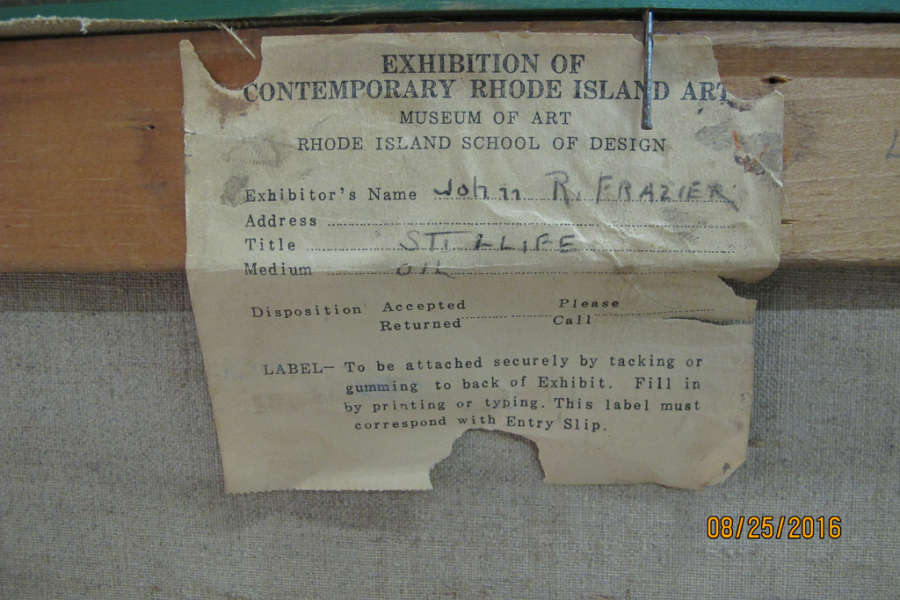 EXHIBITION OF
CONTEMPORARY RHODE ISLAND ART
MUSEUM OF ART
RHODE ISLAND SCHOOL OF DESIGN
Exhibitor's Name John R. FRAZIER
Address
Title STILLLIFE
Medium OIL
Disposition Accepted Please
Returned Call
LABEL— To be attached securely by tacking or
gumming to back of Exhibit. Fill in
by printing or typing. This label must
correspond with Entry Slip.
08/25/2016